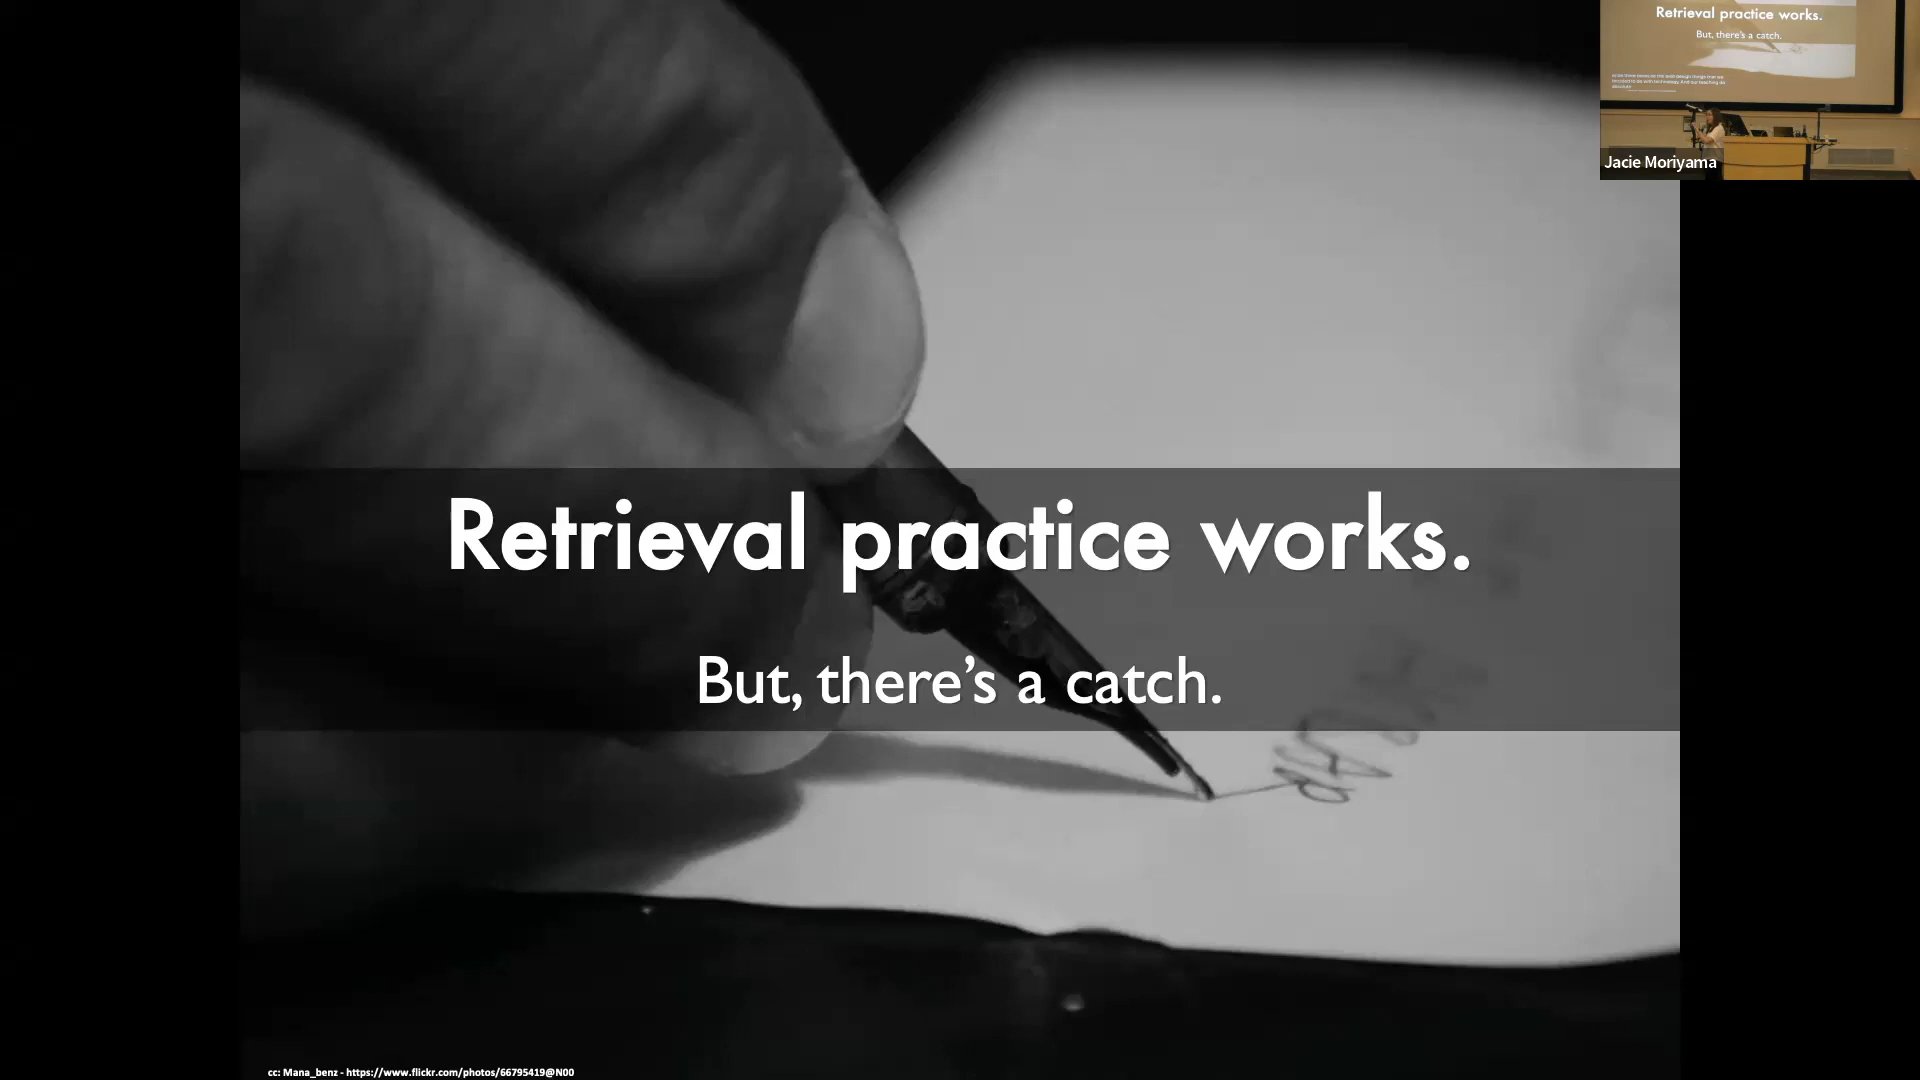 Retrieval practice works.
But, there's a catch.
cc: Mana_benz - https://www.flickr.com/photos/66795419@N00
Retrieval practice works.
But, there's a catch.
Jacie Moriyama